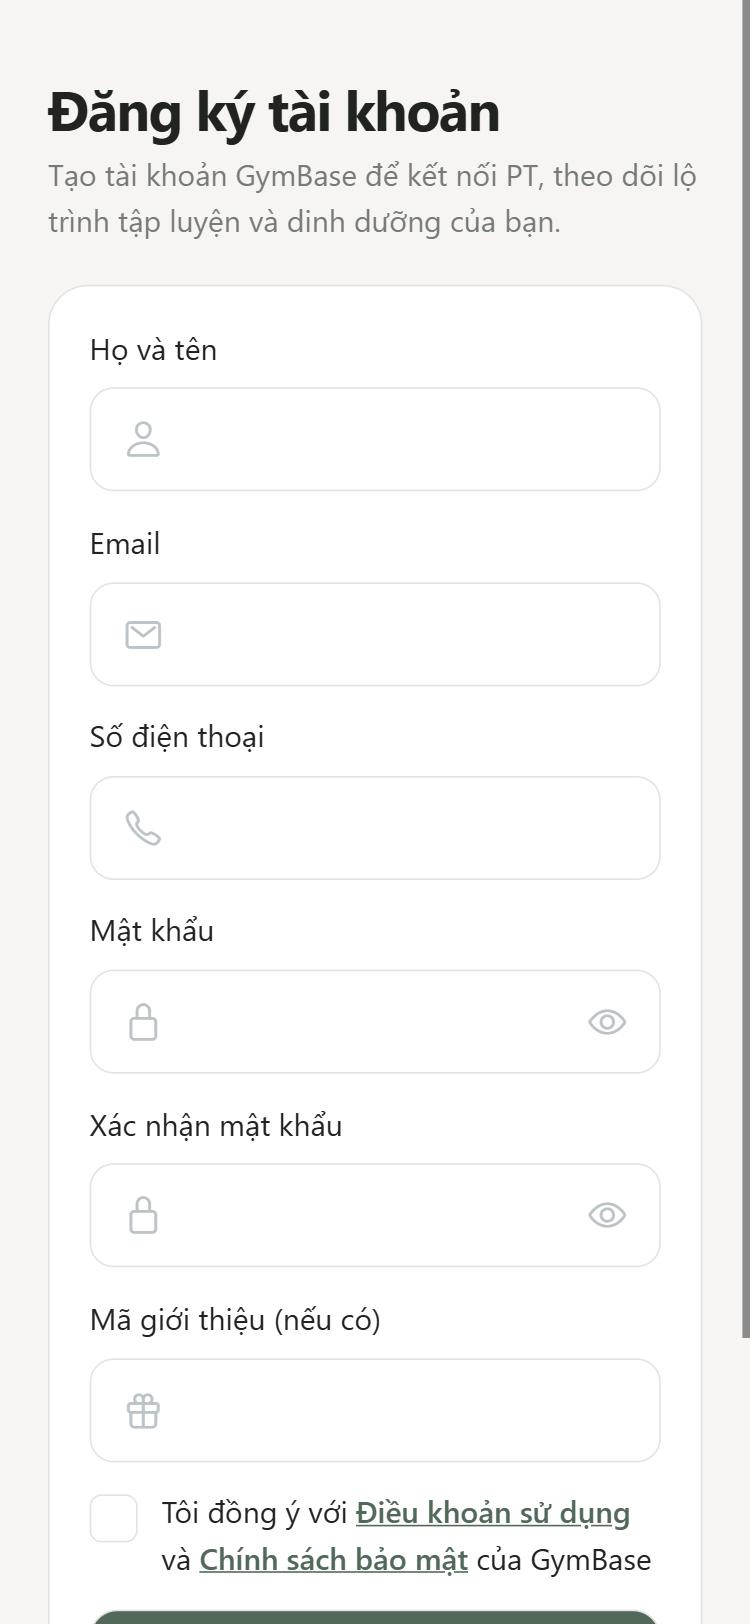 Đăng ký tài khoản
Tạo tài khoản GymBase để kết nối PT, theo dõi lộ
trình tập luyện và dinh dưỡng của bạn.
Họ và tên
Email
Số điện thoại
Mật khẩu
Xác nhận mật khẩu
Mã giới thiệu (nếu có)
Tôi đồng ý với Điều khoản sử dụng
và Chính sách bảo mật của GymBase